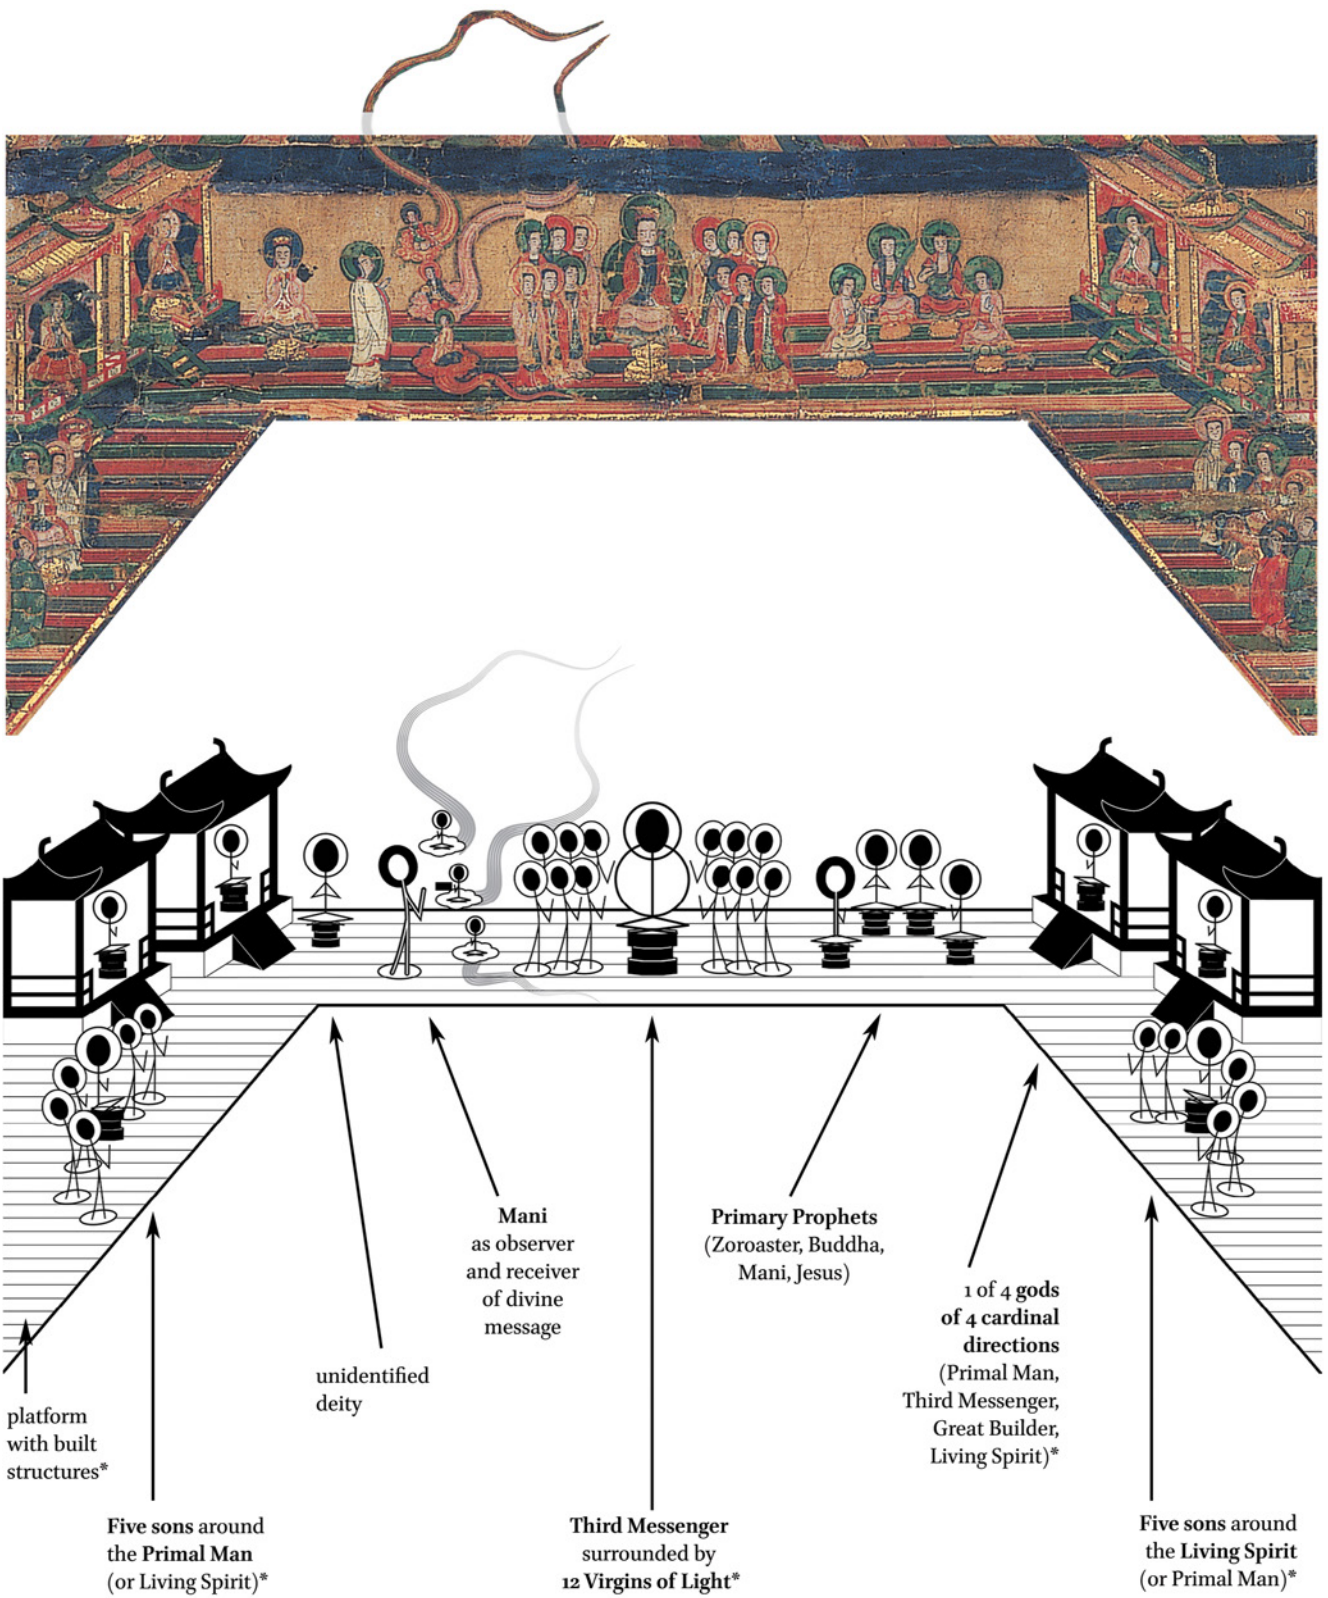 Mani
as observer
and receiver
of divine
message
Primary Prophets
(Zoroaster, Buddha,
Mani, Jesus)
1 of 4 gods
of 4 cardinal
directions
(Primal Man,
Third Messenger,
Great Builder,
Living Spirit)*
unidentified
deity
platform
with built
structures*
Five sons around
the Primal Man
(or Living Spirit)*
Third Messenger
surrounded by
12 Virgins of Light*
Five sons around
the Living Spirit
(or Primal Man)*